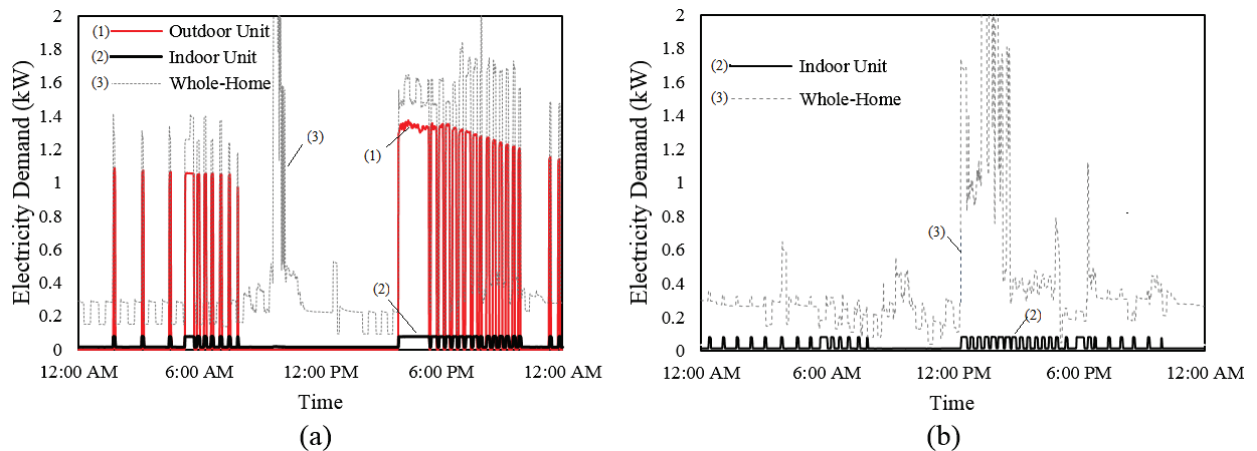 2
1.8
1.6
1.4
1.2
1
0.8
0.6
0.4
0.2
0
Electricity Demand (kW)
(1) Outdoor Unit
(2) Indoor Unit
(3) Whole-Home
(3)
(1)
(2)
12:00 AM 6:00 AM 12:00 PM 6:00 PM 12:00 AM
Time
(a)
2
1.8
1.6
1.4
1.2
1
0.8
0.6
0.4
0.2
0
Electricity Demand (kW)
(2) Indoor Unit
(3) Whole-Home
(3)
(2)
12:00 AM 6:00 AM 12:00 PM 6:00 PM 12:00 AM
Time
(b)